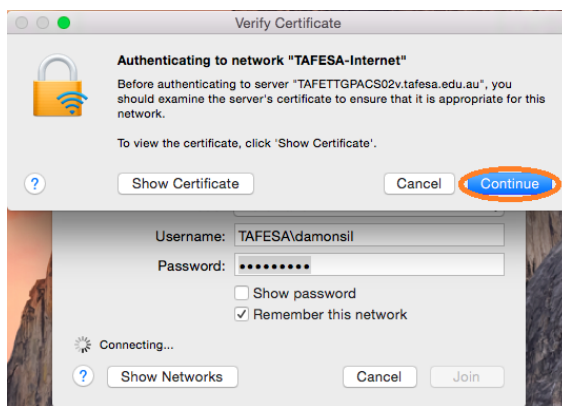 Verify Certificate
Authenticating to network "TAFESA-Internet"
Before authenticating to server "TAFETTGPACS02v.tafesa.edu.au", you
should examine the server's certificate to ensure that it is appropriate for this
network.
To view the certificate, click 'Show Certificate'.
? Show Certificate Cancel Continue
Username: TAFESA\damonsil
Password: •••••••••
Show password
Remember this network
Connecting...
? Show Networks Cancel Join